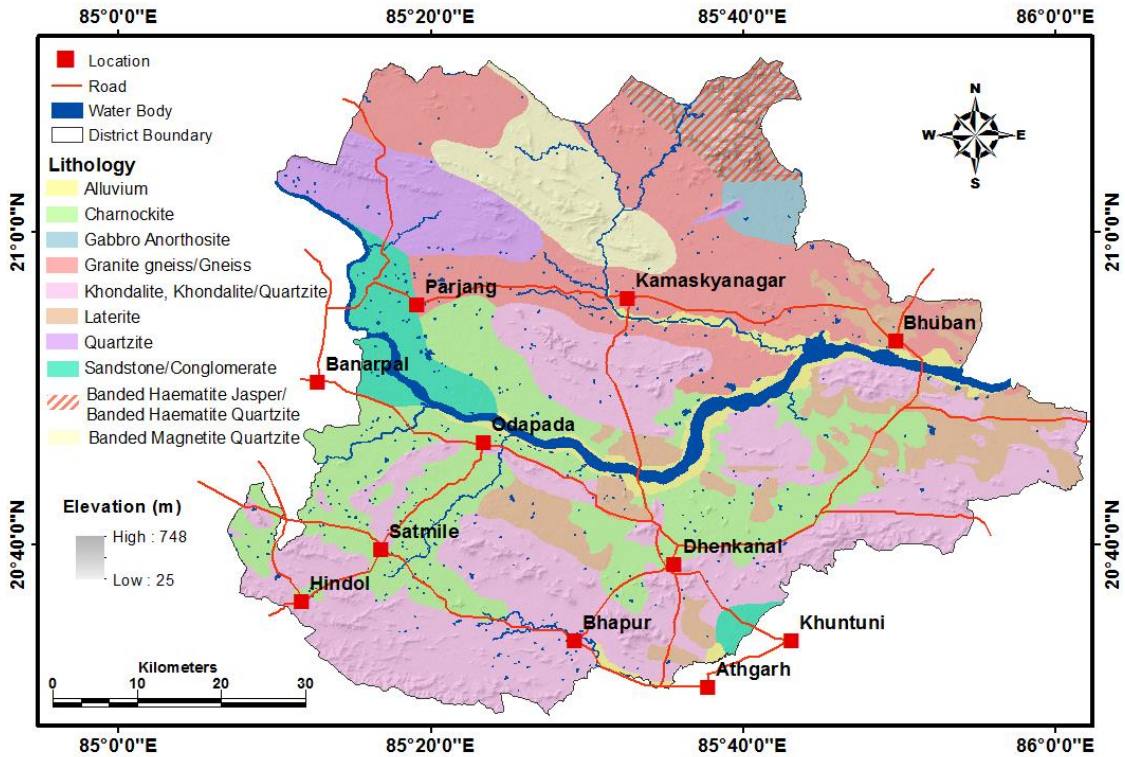 85°0'0"E 85°20'0"E 85°40'0"E 86°0'0"E
Location
Road
Water Body
District Boundary
Lithology
Alluvium
Charnockite
Gabbro Anorthosite
Granite gneiss/Gneiss
Khondalite, Khondalite/Quartzite
Laterite
Quartzite
Sandstone/Conglomerate
Banded Haematite Jasper/
Banded Haematite Quartzite
Banded Magnetite Quartzite
Elevation (m)
High : 748
Low : 25
Kilometers
0 10 20 30
N
W E
S
21°0'0"N
21°0'0"N
20°40'0"N
20°40'0"N
Parjang
Kamaskyanagar
Bhuban
Banarpal
Odapada
Satmile
Dhenkanal
Hindol
Bhapur
Khuntuni
Athgarh
85°0'0"E 85°20'0"E 85°40'0"E 86°0'0"E